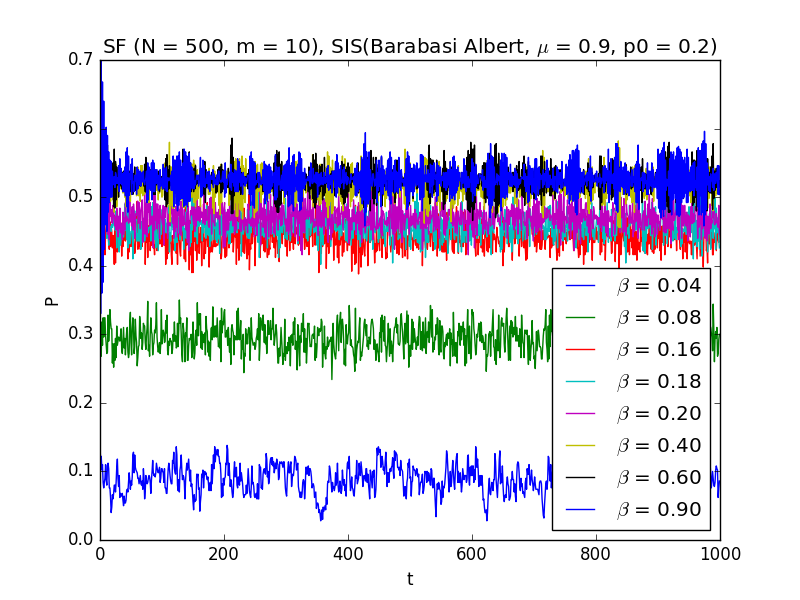 SF (N = 500, m = 10), SIS(Barabasi Albert, μ = 0.9, p0 = 0.2)
0.7
0.6
0.5
0.4
0.3
0.2
0.1
0.0
P
β = 0.04
β = 0.08
β = 0.16
β = 0.18
β = 0.20
β = 0.40
β = 0.60
β = 0.90
0 200 400 600 800 1000
t